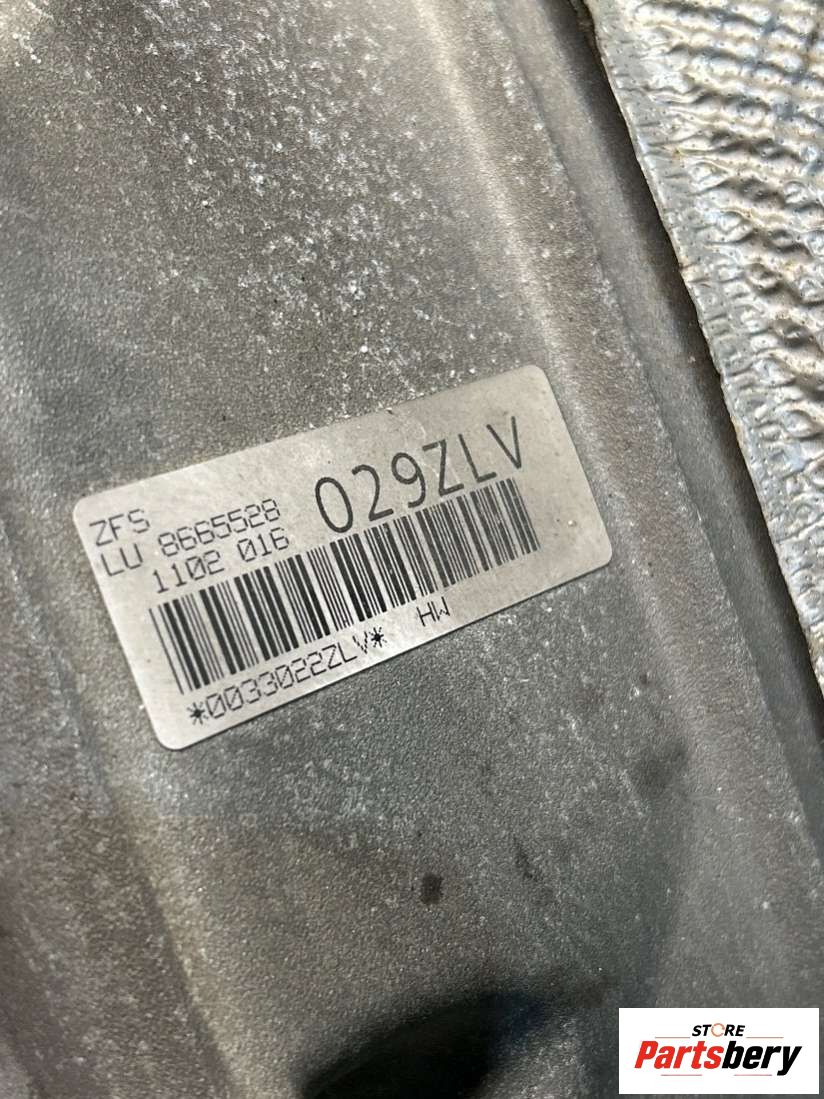 ZFS
LU 8665528
029ZLV
1102 016
*0033022ZLV* HW
STORE
Partsbery